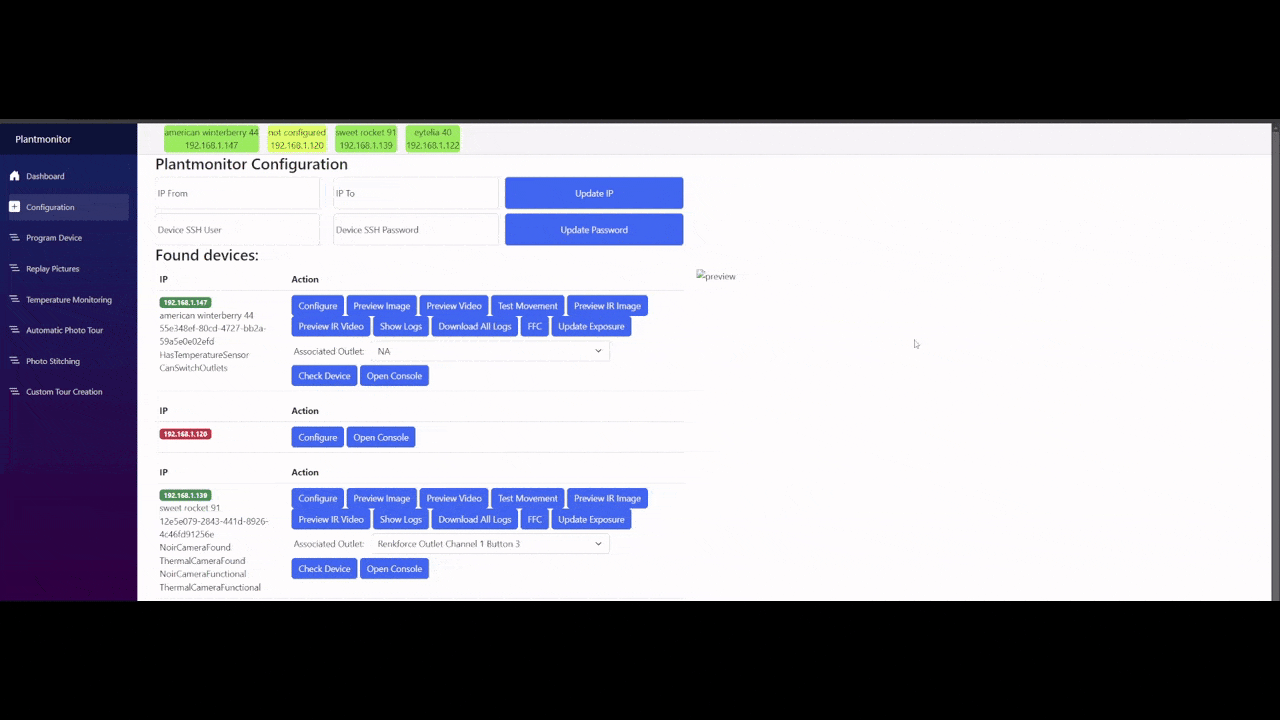 Plantmonitor
Dashboard
Configuration
Program Device
Replay Pictures
Temperature Monitoring
Automatic Photo Tour
Photo Stitching
Custom Tour Creation
american winterberry 44 not configured sweet rocket 91 eytelia 40
192.168.1.147 192.168.1.120 192.168.1.139 192.168.1.122
Plantmonitor Configuration
IP From IP To Update IP
Device SSH User Device SSH Password Update Password
Found devices:
IP Action
preview
192.168.1.147
american winterberry 44
55e348ef-80cd-4727-bb2a-
59a5e0e02efd
HasTemperatureSensor
CanSwitchOutlets
Configure Preview Image Preview Video Test Movement Preview IR Image
Preview IR Video Show Logs Download All Logs FFC Update Exposure
Associated Outlet: NA
Check Device Open Console
IP Action
192.168.1.120
Configure Open Console
IP Action
192.168.1.139
sweet rocket 91
12e5e079-2843-441d-8926-
4c46fd91256e
NoirCameraFound
ThermalCameraFound
NoirCameraFunctional
ThermalCameraFunctional
Configure Preview Image Preview Video Test Movement Preview IR Image
Preview IR Video Show Logs Download All Logs FFC Update Exposure
Associated Outlet: Renkforce Outlet Channel 1 Button 3
Check Device Open Console